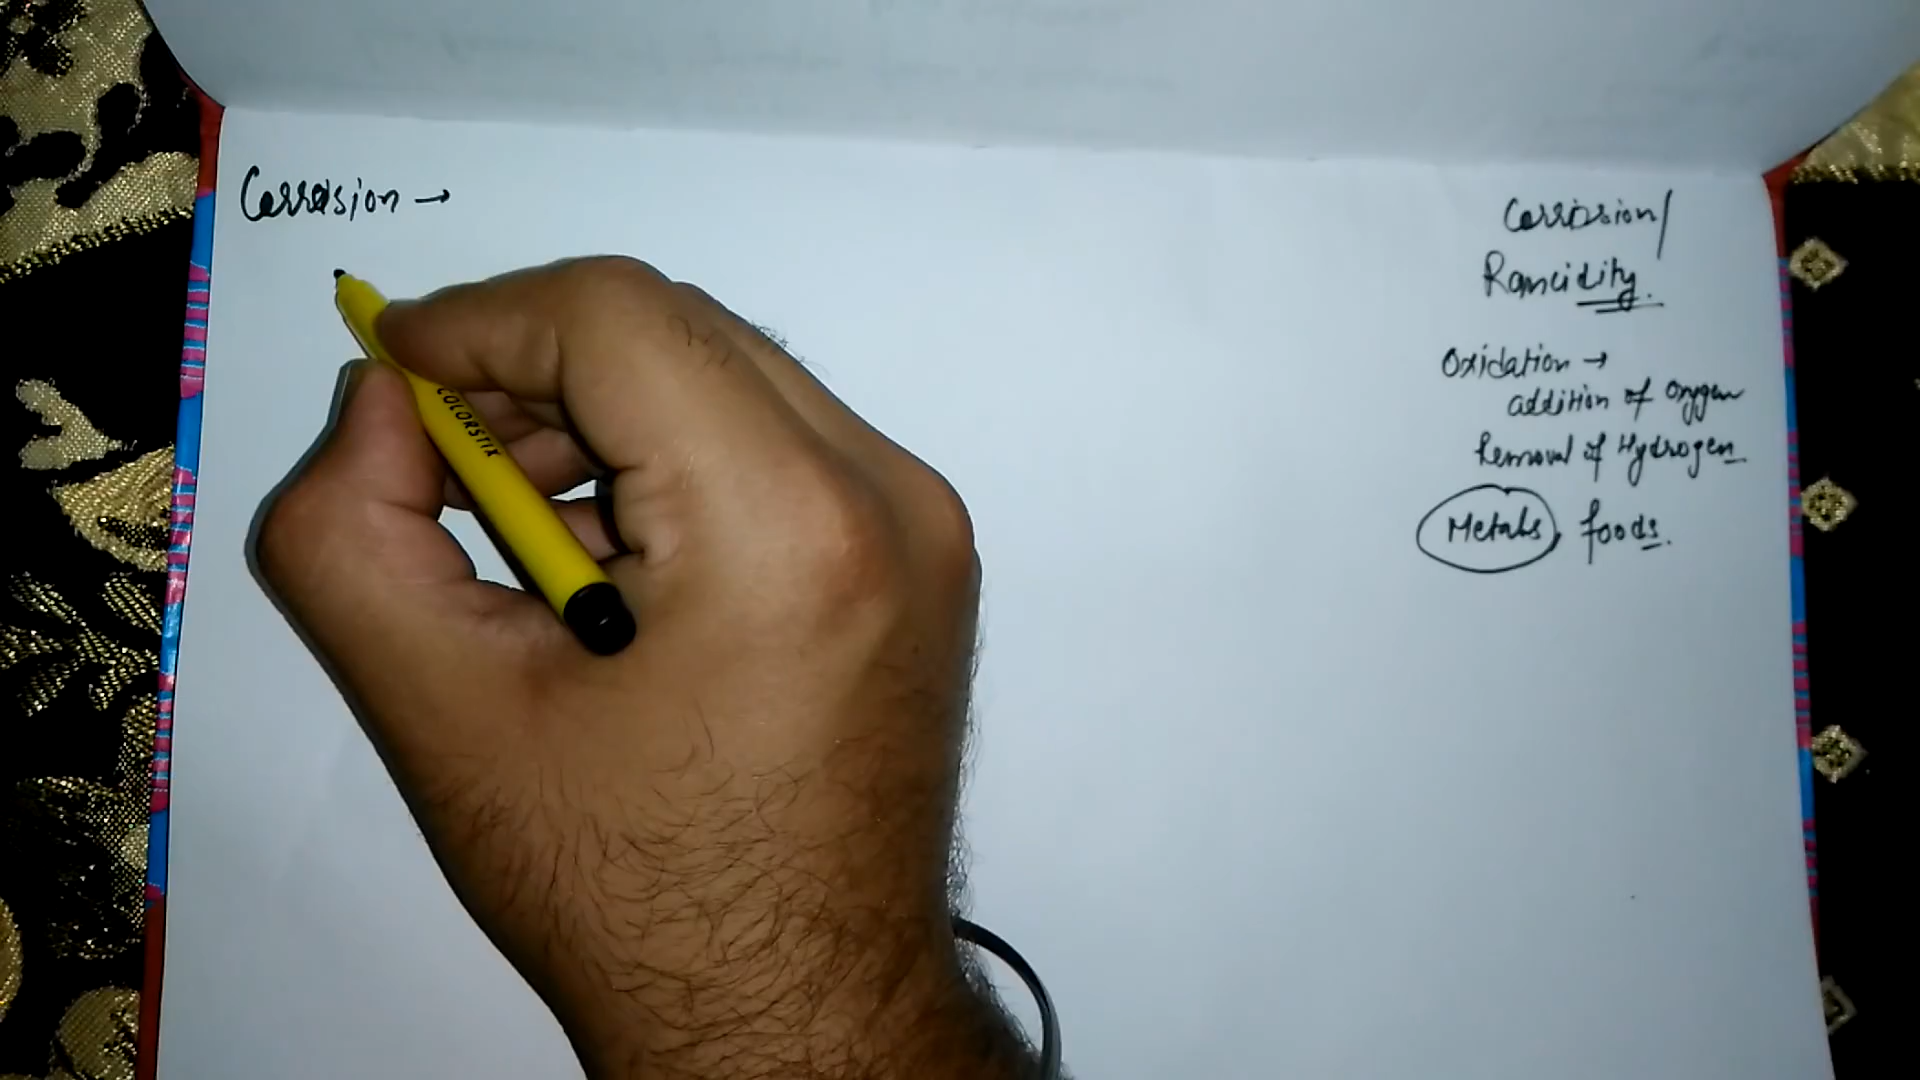 Corrosion →
COLORSTIX
Corrosion/
Rancidity.
Oxidation →
addition of oxygen
Removal of Hydrogen
Metals, foods.